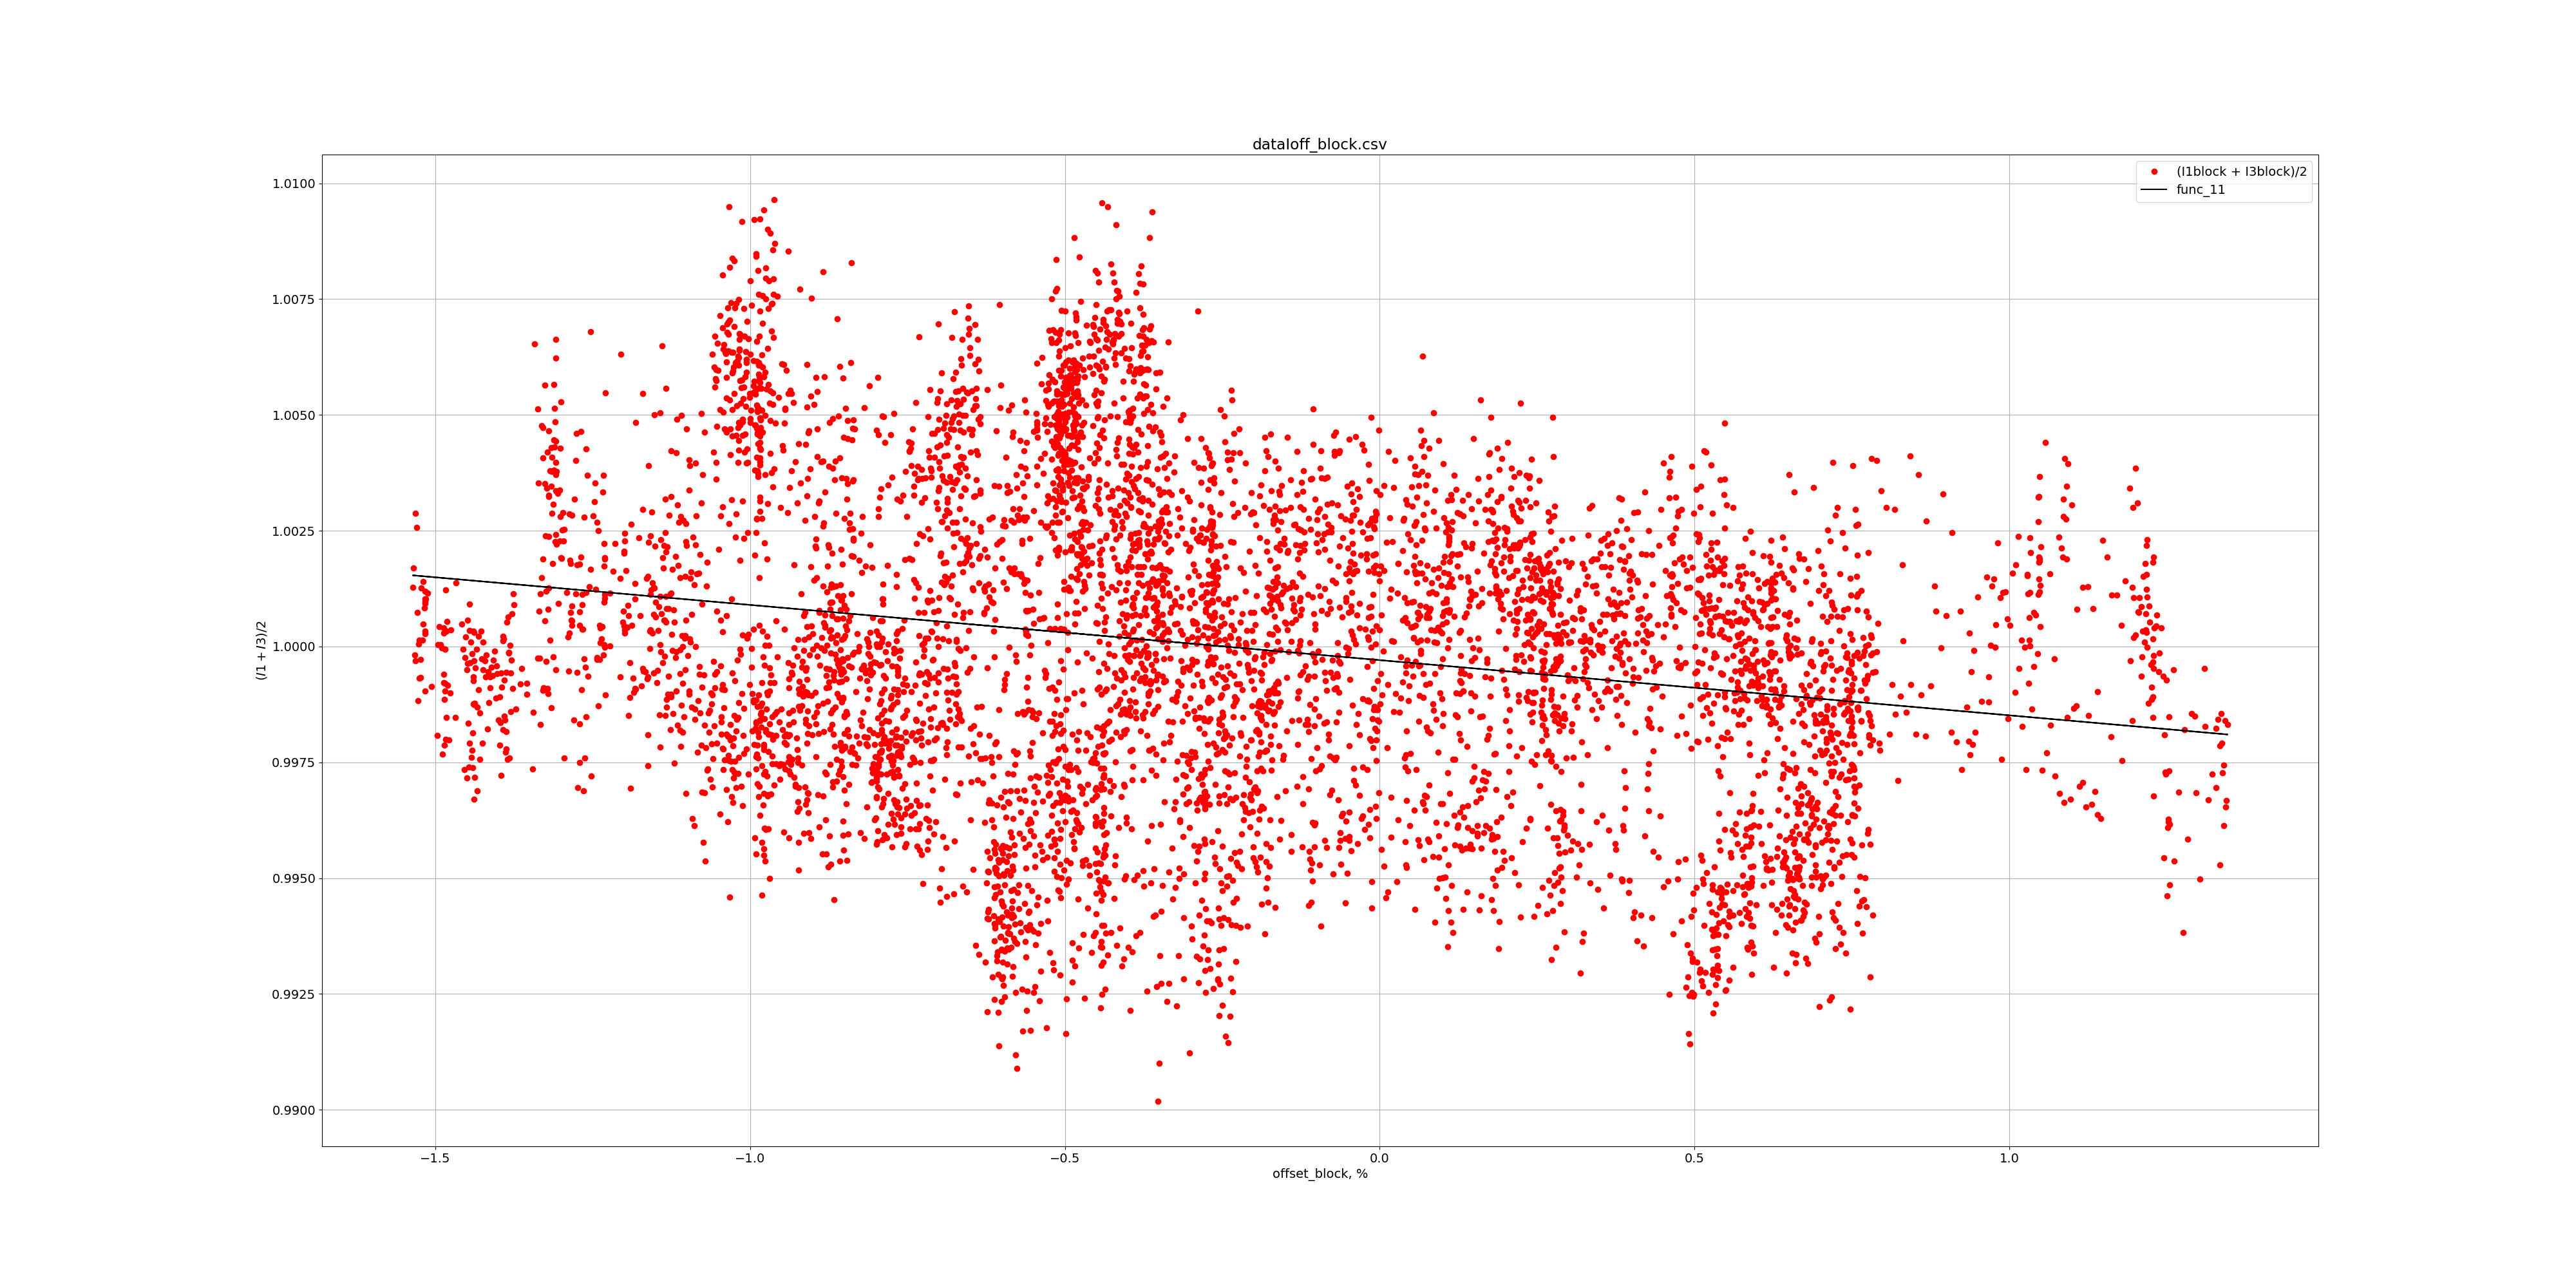 dataIoff_block.csv
(I1block + I3block)/2
func_11
1.0100
1.0075
1.0050
1.0025
1.0000
0.9975
0.9950
0.9925
0.9900
(I1 + I3)/2
−1.5 −1.0 −0.5 0.0 0.5 1.0
offset_block, %